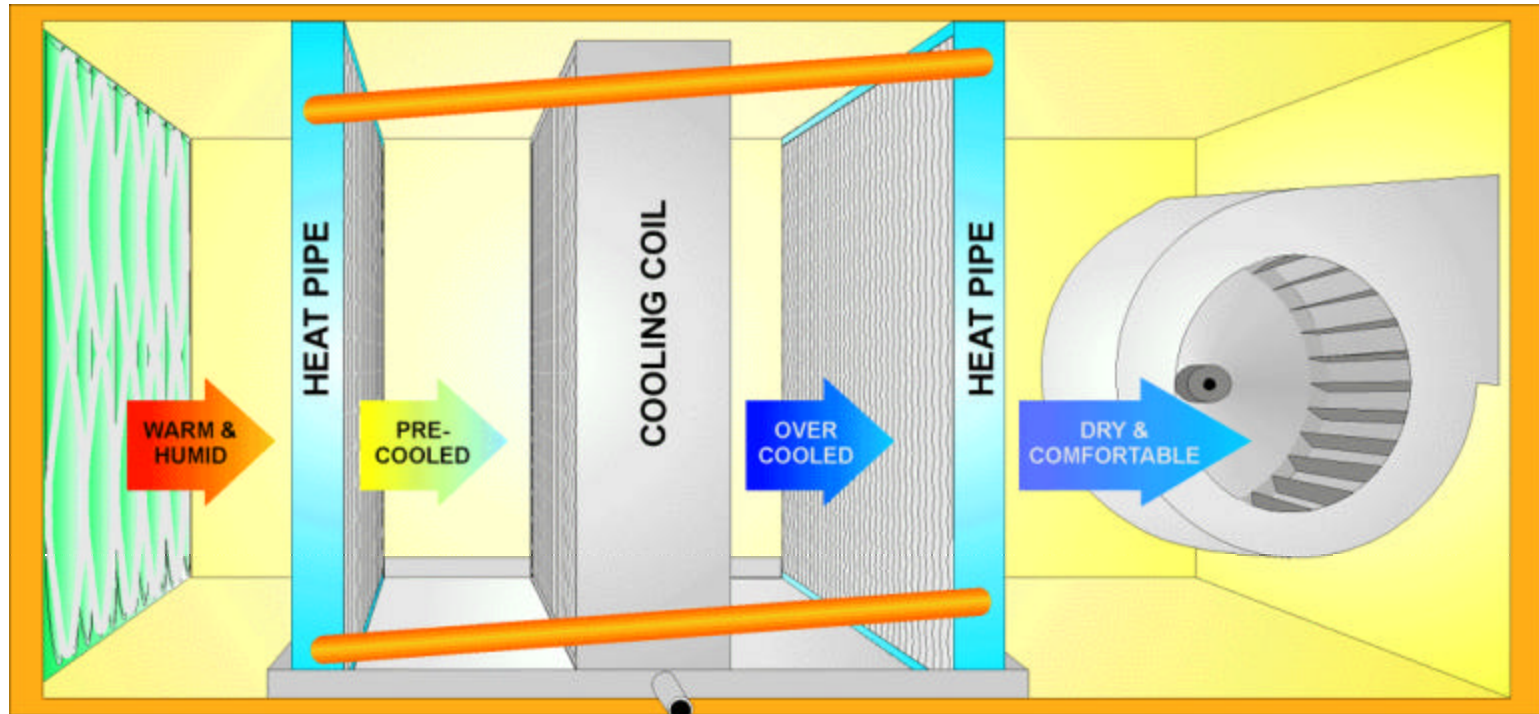 WARM &
HUMID
HEAT PIPE
PRE-
COOLED
COOLING COIL
OVER
COOLED
HEAT PIPE
DRY &
COMFORTABLE